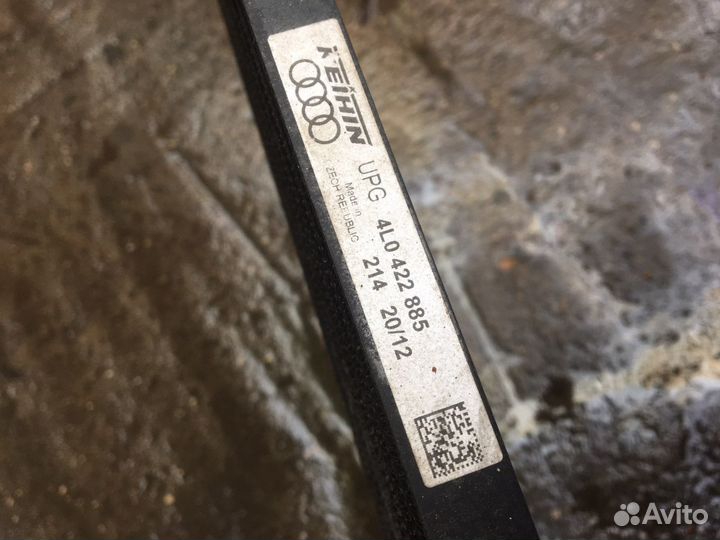 KEIHIN
UPG 4L0 422 885
Made in
CZECH REPUBLIC
214 20/12
Avito